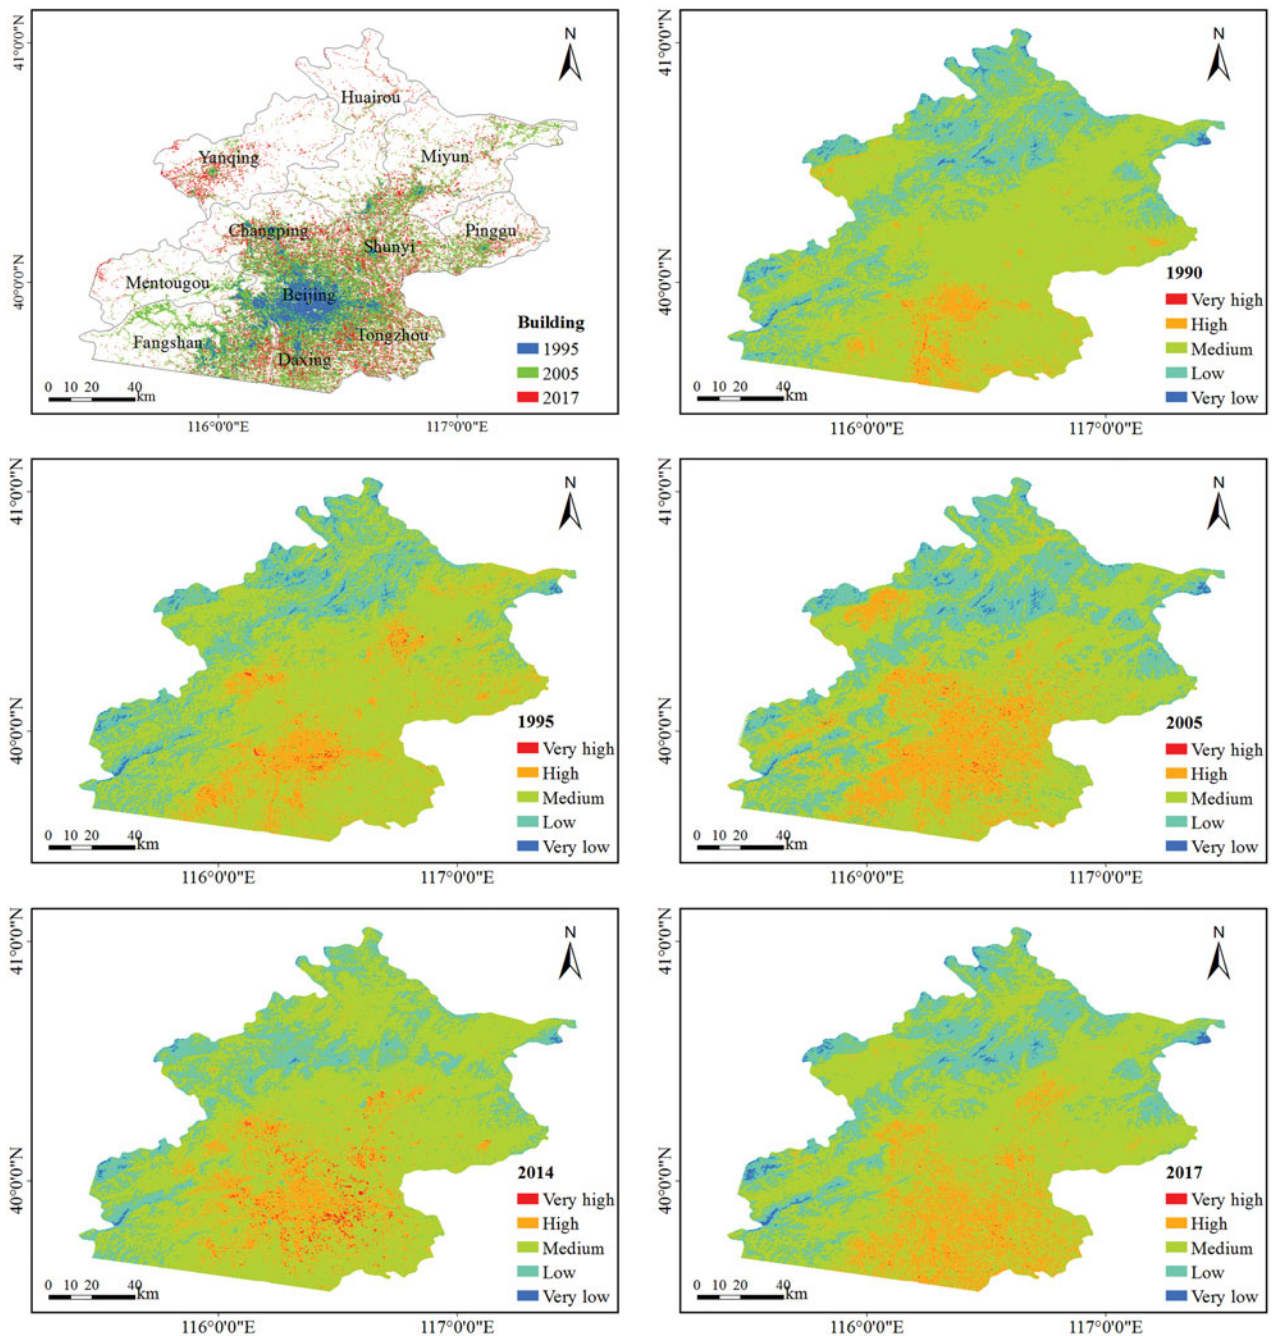 N
41°0'0"N
40°0'0"N
Huairou
Yanqing
Miyun
Changping
Pinggu
Shunyi
Mentougou
Beijing
Fangshan
Tongzhou
Daxing
Building
1995
2005
2017
0 10 20 40
km
116°0'0"E 117°0'0"E
N
41°0'0"N
40°0'0"N
1990
Very high
High
Medium
Low
Very low
0 10 20 40
km
116°0'0"E 117°0'0"E
N
41°0'0"N
40°0'0"N
1995
Very high
High
Medium
Low
Very low
0 10 20 40
km
116°0'0"E 117°0'0"E
N
41°0'0"N
40°0'0"N
2005
Very high
High
Medium
Low
Very low
0 10 20 40
km
116°0'0"E 117°0'0"E
N
41°0'0"N
40°0'0"N
2014
Very high
High
Medium
Low
Very low
0 10 20 40
km
116°0'0"E 117°0'0"E
N
41°0'0"N
40°0'0"N
2017
Very high
High
Medium
Low
Very low
0 10 20 40
km
116°0'0"E 117°0'0"E